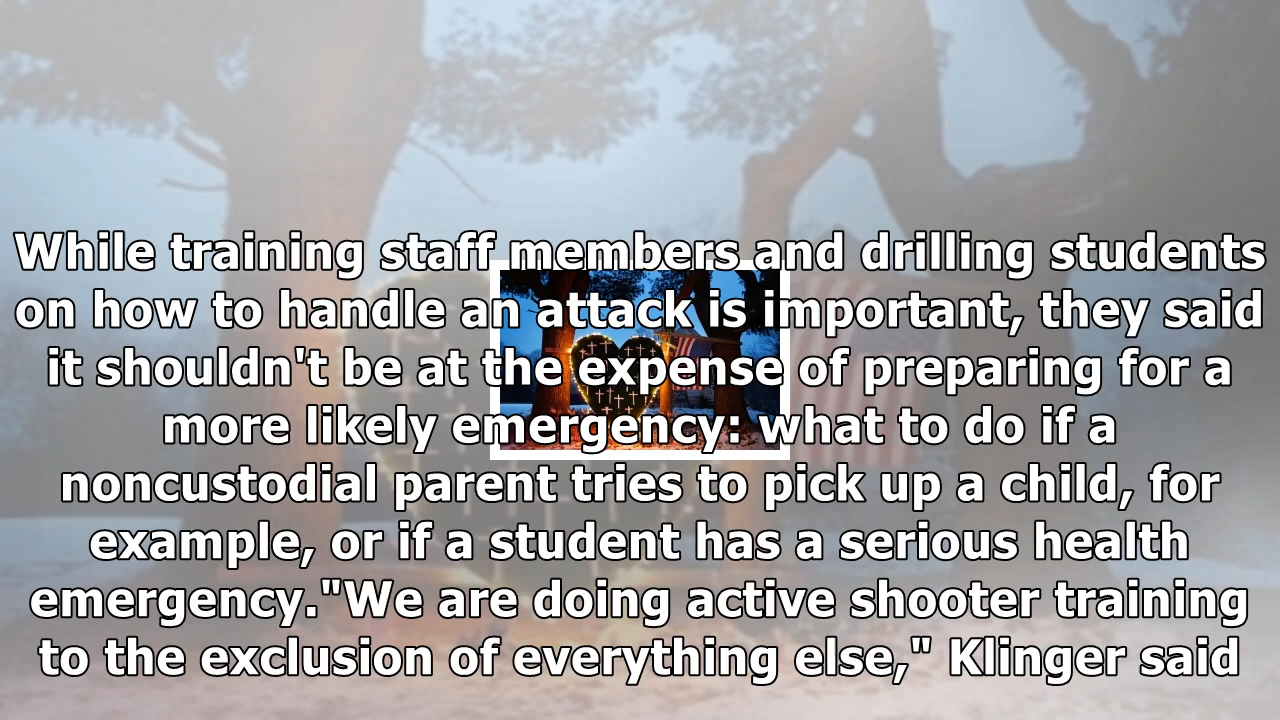 While training staff members and drilling students
on how to handle an attack is important, they said
it shouldn't be at the expense of preparing for a
more likely emergency: what to do if a
noncustodial parent tries to pick up a child, for
example, or if a student has a serious health
emergency."We are doing active shooter training
to the exclusion of everything else," Klinger said